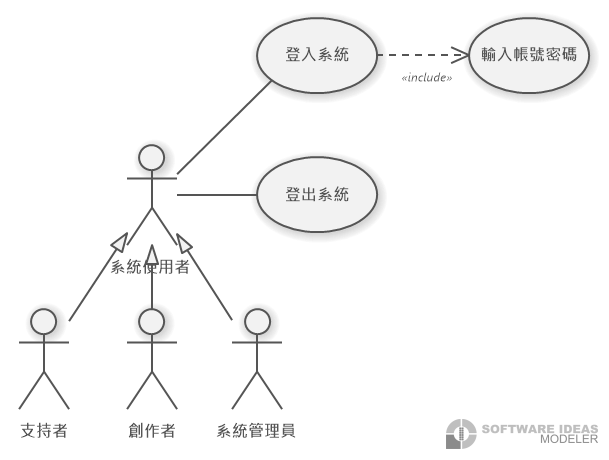 登入系統
輸入帳號密碼
«include»
登出系統
系統使用者
支持者
創作者
系統管理員
SOFTWARE IDEAS
MODELER